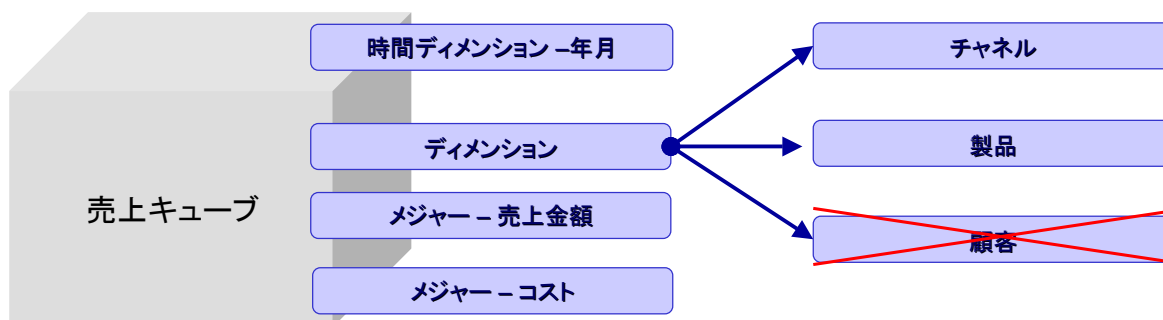 時間ディメンション –年月
チャネル
ディメンション
製品
売上キューブ
メジャー – 売上金額
顧客
メジャー – コスト